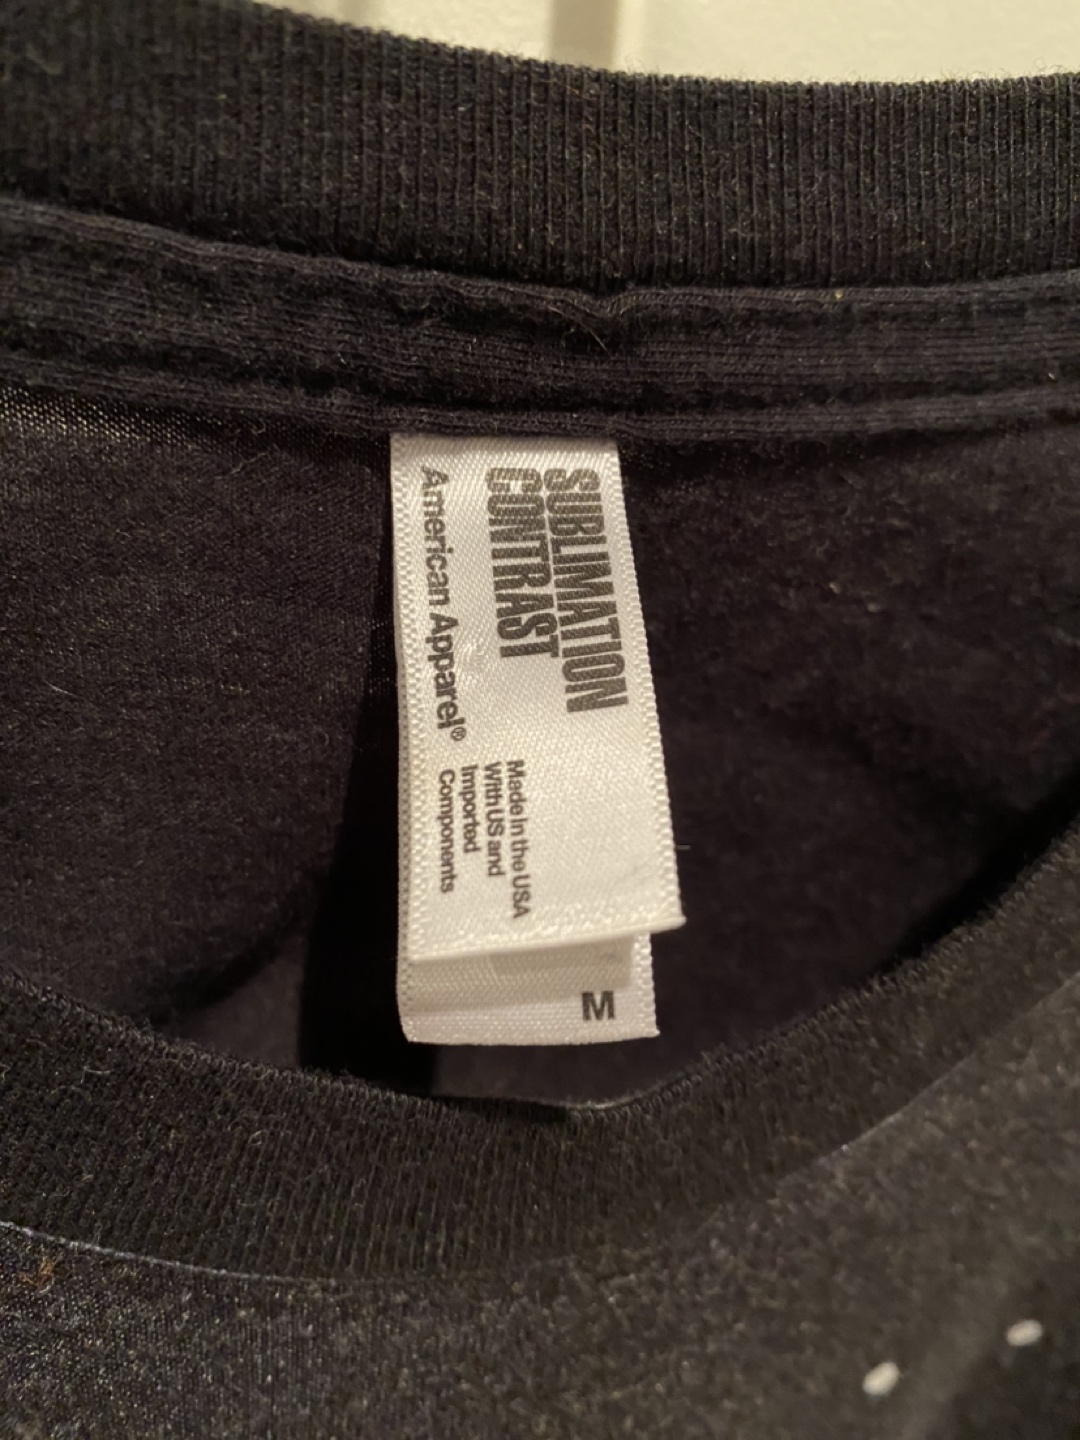 SUBLIMATION
CONTRAST
American Apparel®
Made in the USA
With US and
Imported
Components
M